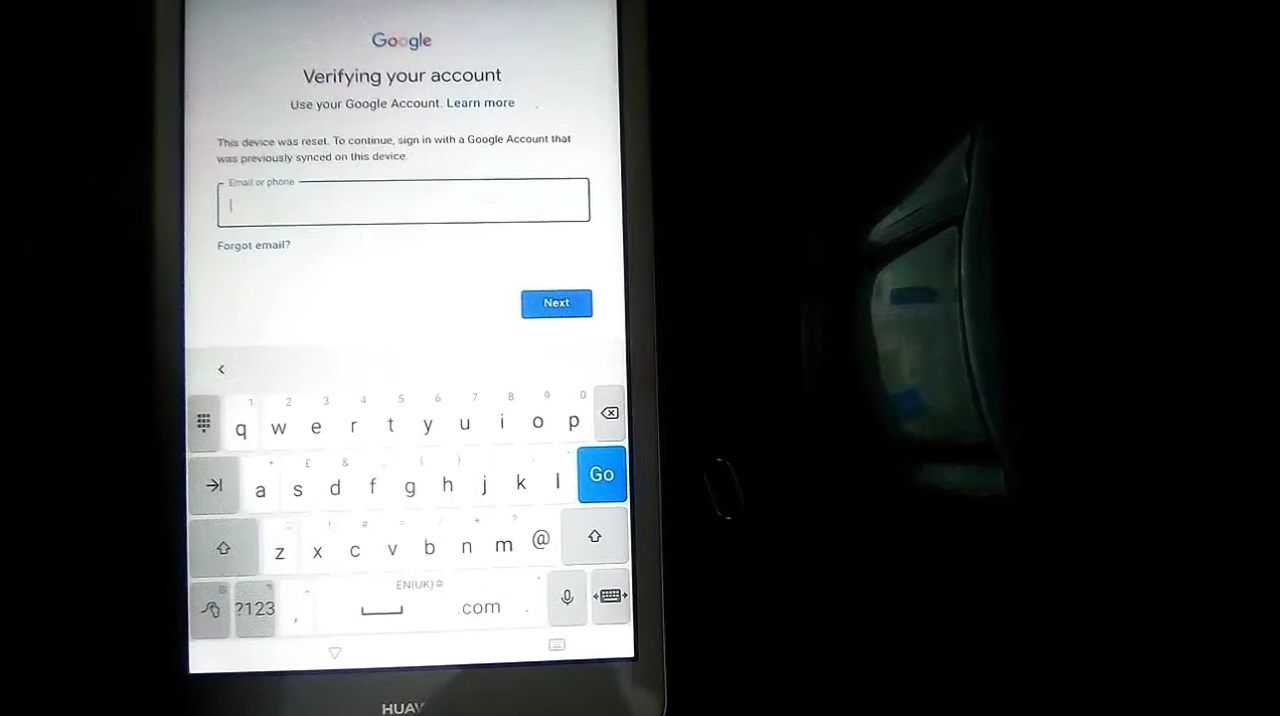 Google
Verifying your account
Use your Google Account. Learn more
This device was reset. To continue, sign in with a Google Account that
was previously synced on this device.
Email or phone
Forgot email?
Next
1 2 3 4 5 6 7 8 9 0
q w e r t y u i o p
£ & ( )
a s d f g h j k l Go
! # ?
z x c v b n m @
EN(UK)
?123 , .com .
HUAW